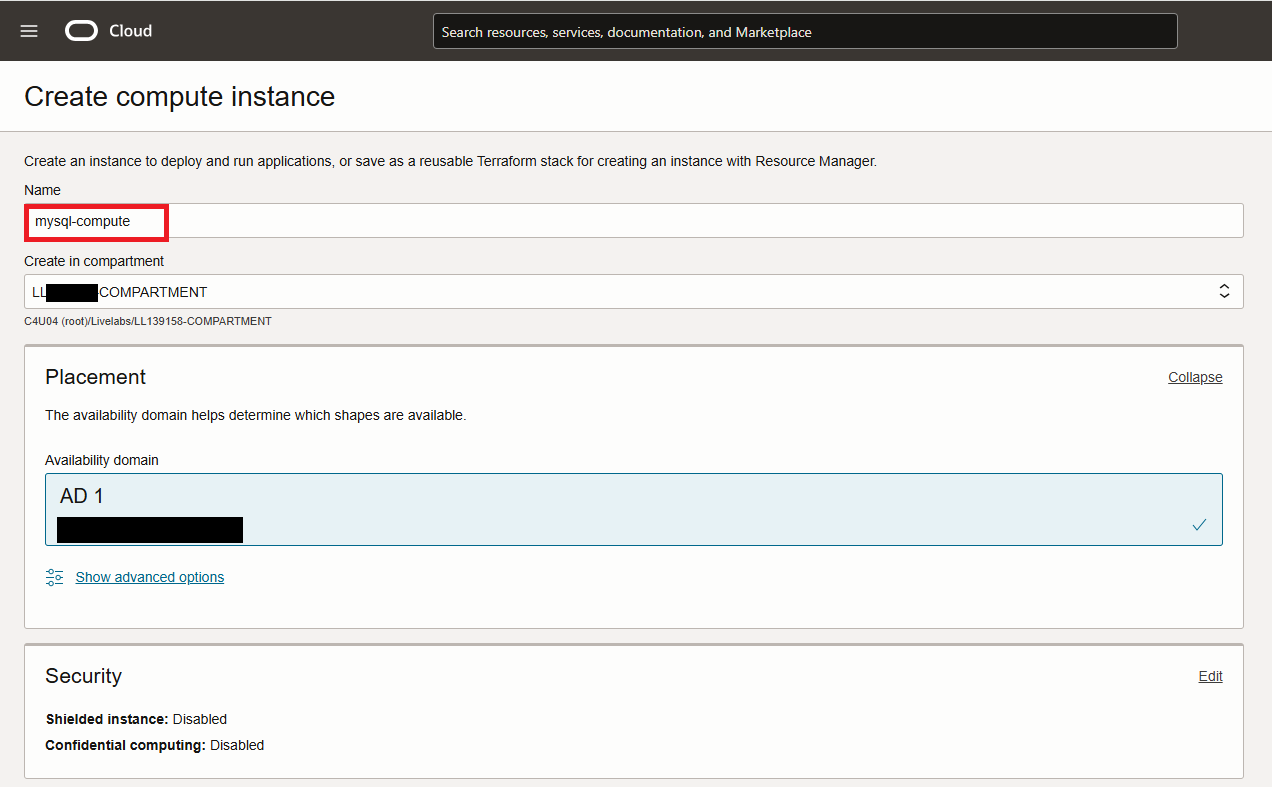 Cloud
Search resources, services, documentation, and Marketplace
Create compute instance
Create an instance to deploy and run applications, or save as a reusable Terraform stack for creating an instance with Resource Manager.
Name
mysql-compute
Create in compartment
LL COMPARTMENT
C4U04 (root)/Livelabs/LL139158-COMPARTMENT
Placement
Collapse
The availability domain helps determine which shapes are available.
Availability domain
AD 1
Show advanced options
Security
Edit
Shielded instance: Disabled
Confidential computing: Disabled